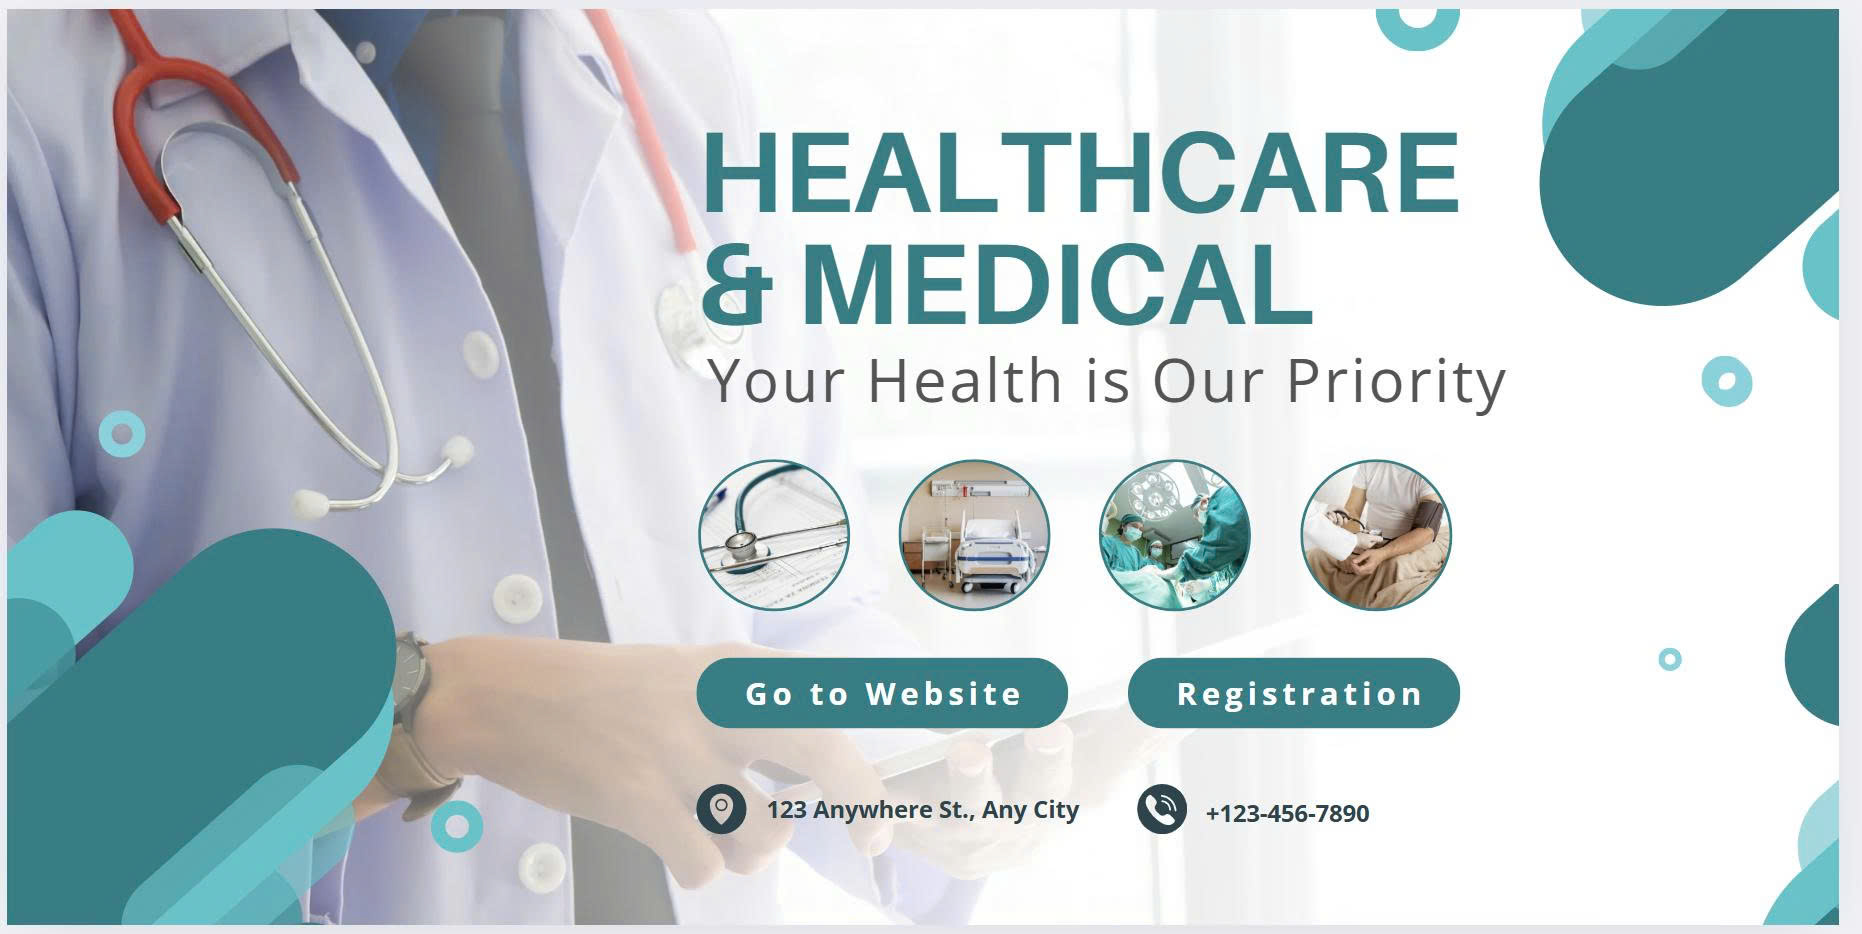 HEALTHCARE
& MEDICAL
Your Health is Our Priority
Go to Website
Registration
123 Anywhere St., Any City
+123-456-7890